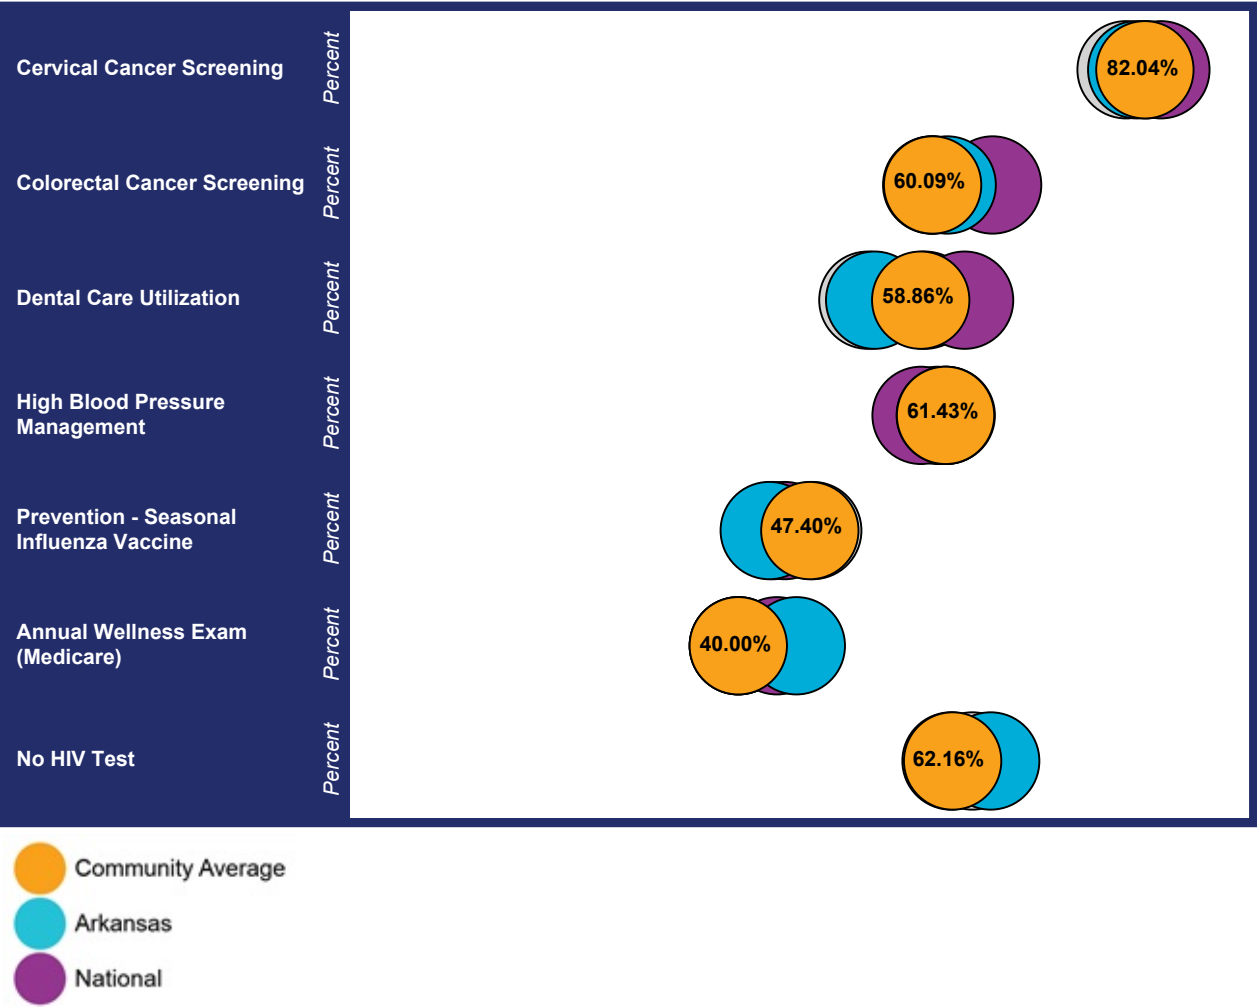 Cervical Cancer Screening
Percent
82.04%
Colorectal Cancer Screening
Percent
60.09%
Dental Care Utilization
Percent
58.86%
High Blood Pressure
Management
Percent
61.43%
Prevention - Seasonal
Influenza Vaccine
Percent
47.40%
Annual Wellness Exam
(Medicare)
Percent
40.00%
No HIV Test
Percent
62.16%
Community Average
Arkansas
National